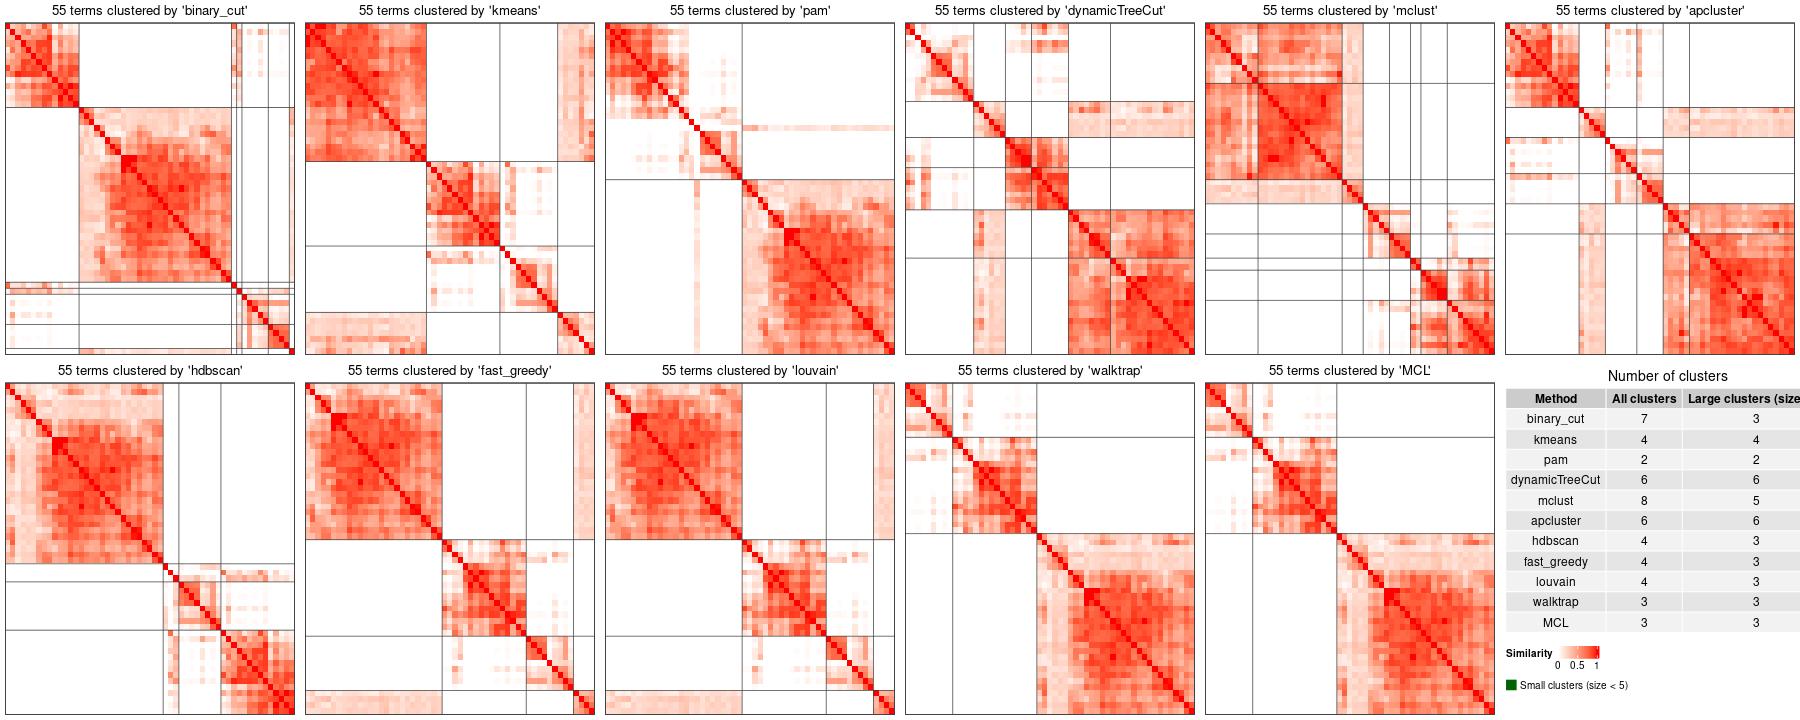 55 terms clustered by 'binary_cut'
55 terms clustered by 'kmeans'
55 terms clustered by 'pam'
55 terms clustered by 'dynamicTreeCut'
55 terms clustered by 'mclust'
55 terms clustered by 'apcluster'
55 terms clustered by 'hdbscan'
55 terms clustered by 'fast_greedy'
55 terms clustered by 'louvain'
55 terms clustered by 'walktrap'
55 terms clustered by 'MCL'
Number of clusters
Method All clusters Large clusters (size
binary_cut 7 3
kmeans 4 4
pam 2 2
dynamicTreeCut 6 6
mclust 8 5
apcluster 6 6
hdbscan 4 3
fast_greedy 4 3
louvain 4 3
walktrap 3 3
MCL 3 3
Similarity
0 0.5 1
Small clusters (size < 5)